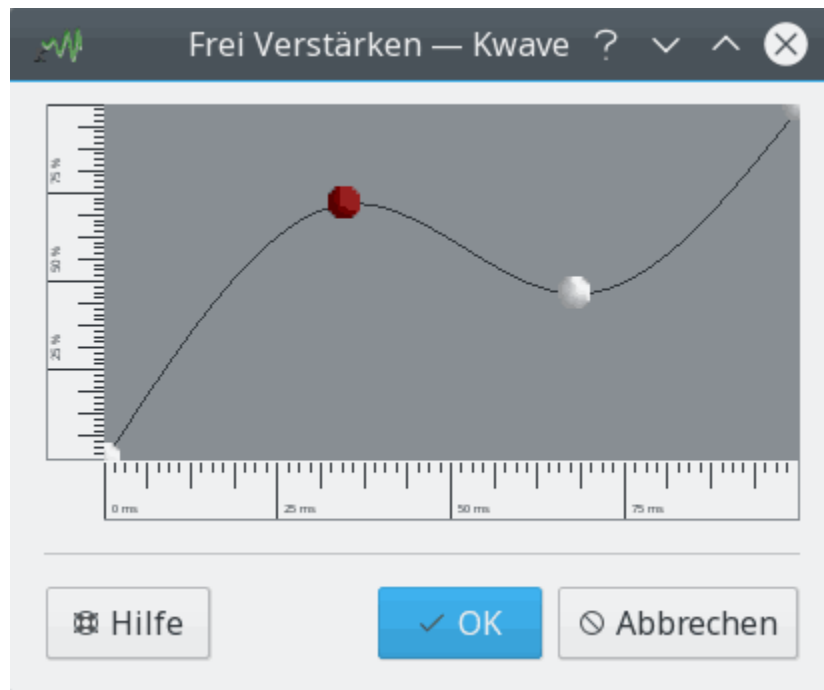 Frei Verstärken — Kwave
75 %
50 %
25 %
0 ms
25 ms
50 ms
75 ms
Hilfe
OK
Abbrechen